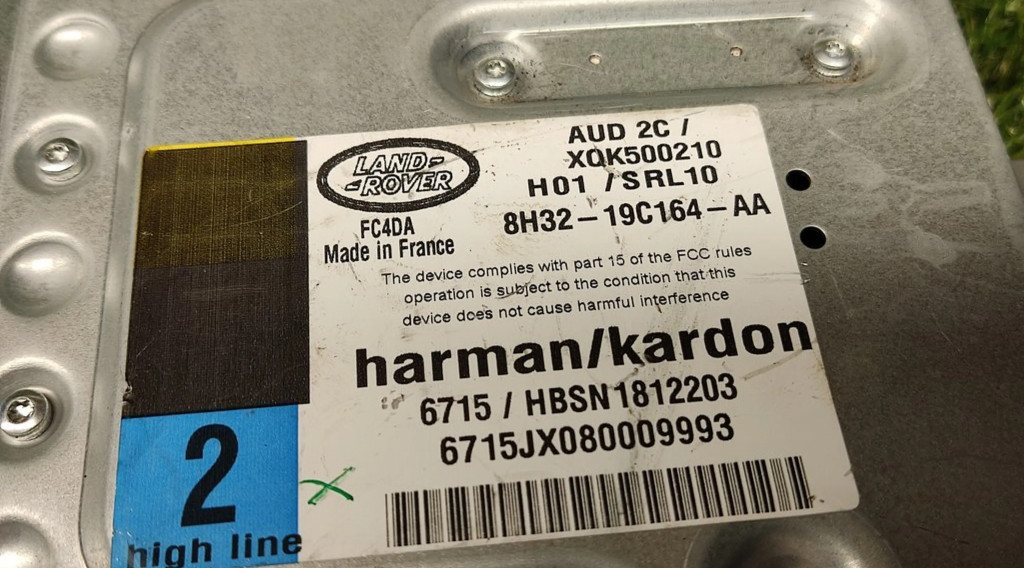 LAND-
-ROVER
FC4DA
Made in France
AUD 2C /
XQK500210
H01 / SRL10
8H32-19C164-AA
The device complies with part 15 of the FCC rules
operation is subject to the condition that this
device does not cause harmful interference
harman/kardon
6715 / HBSN1812203
6715JX080009993
2
high line